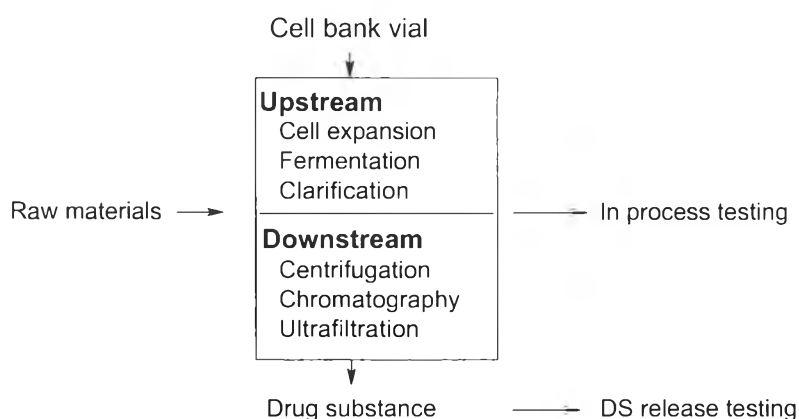 Cell bank vial
Upstream
Cell expansion
Fermentation
Clarification
Raw materials
In process testing
Downstream
Centrifugation
Chromatography
Ultrafiltration
Drug substance
DS release testing